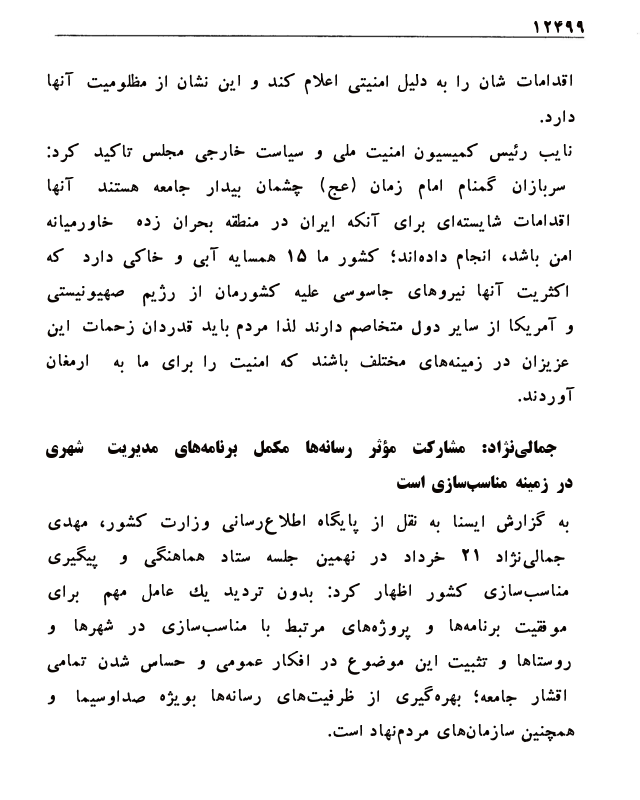 ۱۲۴۹۹
اقدامات شان را به دلیل امنیتی اعلام کند و این نشان از مظلومیت آنها
دارد.
نایب رئیس کمیسیون امنیت ملی و سیاست خارجی مجلس تاکید کرد:
سربازان گمنام امام زمان (عج) چشمان بیدار جامعه هستند آنها
اقدامات شایسته‌ای برای آنکه ایران در منطقه بحران زده خاورمیانه
امن باشد، انجام داده‌اند؛ کشور ما ۱۵ همسایه آبی و خاکی دارد که
اکثریت آنها نیروهای جاسوسی علیه کشورمان از رژیم صهیونیستی
و آمریکا از سایر دول متخاصم دارند لذا مردم باید قدردان زحمات این
عزیزان در زمینه‌های مختلف باشند که امنیت را برای ما به ارمغان
آوردند.
جمالی‌نژاد: مشارکت مؤثر رسانه‌ها مکمل برنامه‌های مدیریت شهری
در زمینه مناسب‌سازی است
به گزارش ایسنا به نقل از پایگاه اطلاع‌رسانی وزارت کشور، مهدی
جمالی‌نژاد ۲۱ خرداد در نهمین جلسه ستاد هماهنگی و پیگیری
مناسب‌سازی کشور اظهار کرد: بدون تردید یك عامل مهم برای
موفقیت برنامه‌ها و پروژه‌های مرتبط با مناسب‌سازی در شهرها و
روستاها و تثبیت این موضوع در افکار عمومی و حساس شدن تمامی
اقشار جامعه؛ بهره‌گیری از ظرفیت‌های رسانه‌ها بویژه صداوسیما و
همچنین سازمان‌های مردم‌نهاد است.